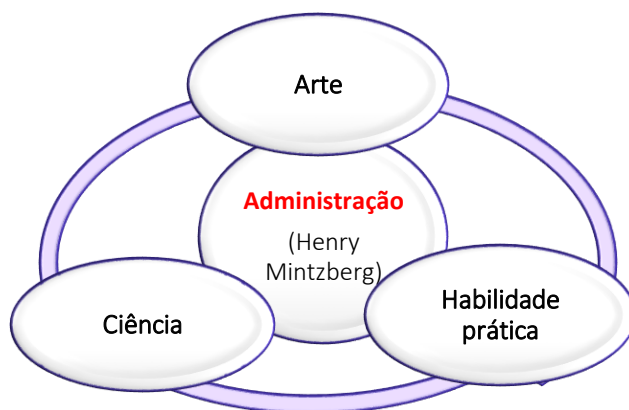 Arte
Administração
(Henry
Mintzberg)
Ciência
Habilidade
prática